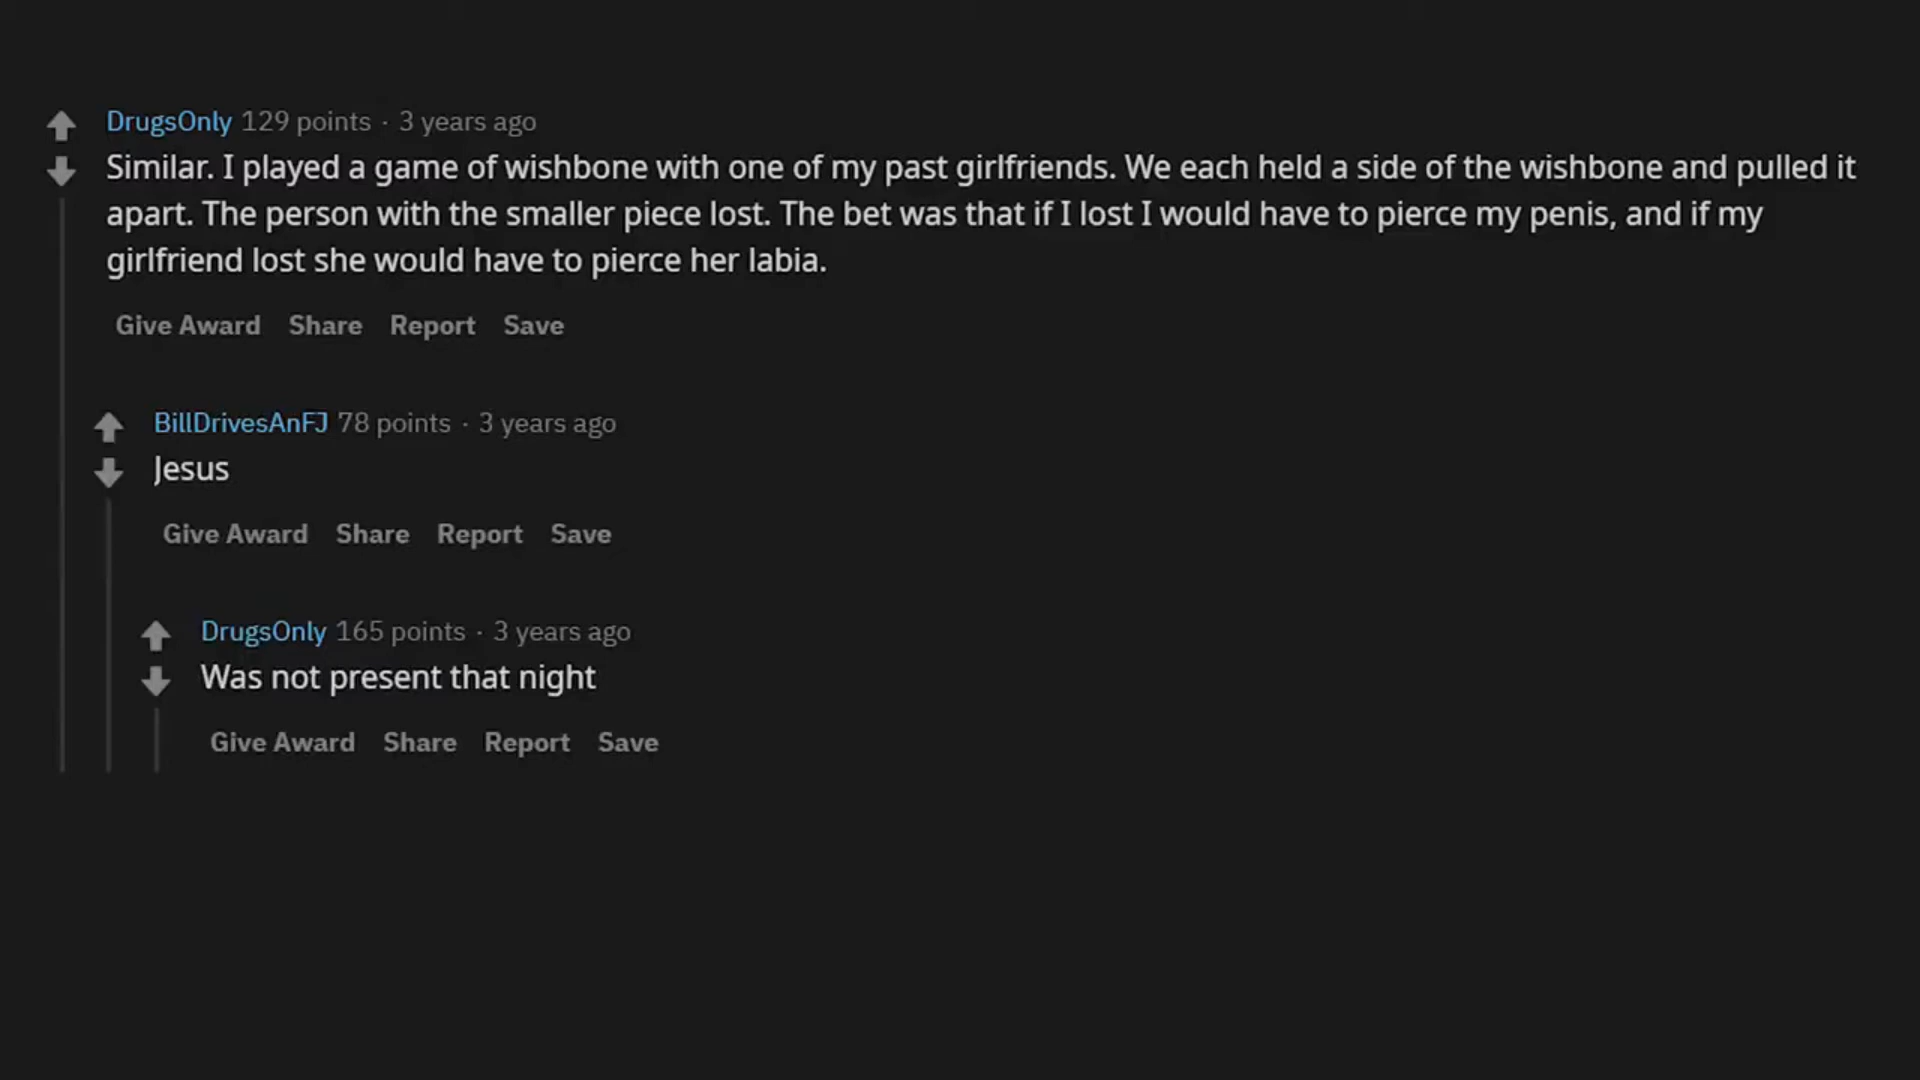 DrugsOnly 129 points · 3 years ago
Similar. I played a game of wishbone with one of my past girlfriends. We each held a side of the wishbone and pulled it
apart. The person with the smaller piece lost. The bet was that if I lost I would have to pierce my penis, and if my
girlfriend lost she would have to pierce her labia.
Give Award Share Report Save
BillDrivesAnFJ 78 points · 3 years ago
Jesus
Give Award Share Report Save
DrugsOnly 165 points · 3 years ago
Was not present that night
Give Award Share Report Save